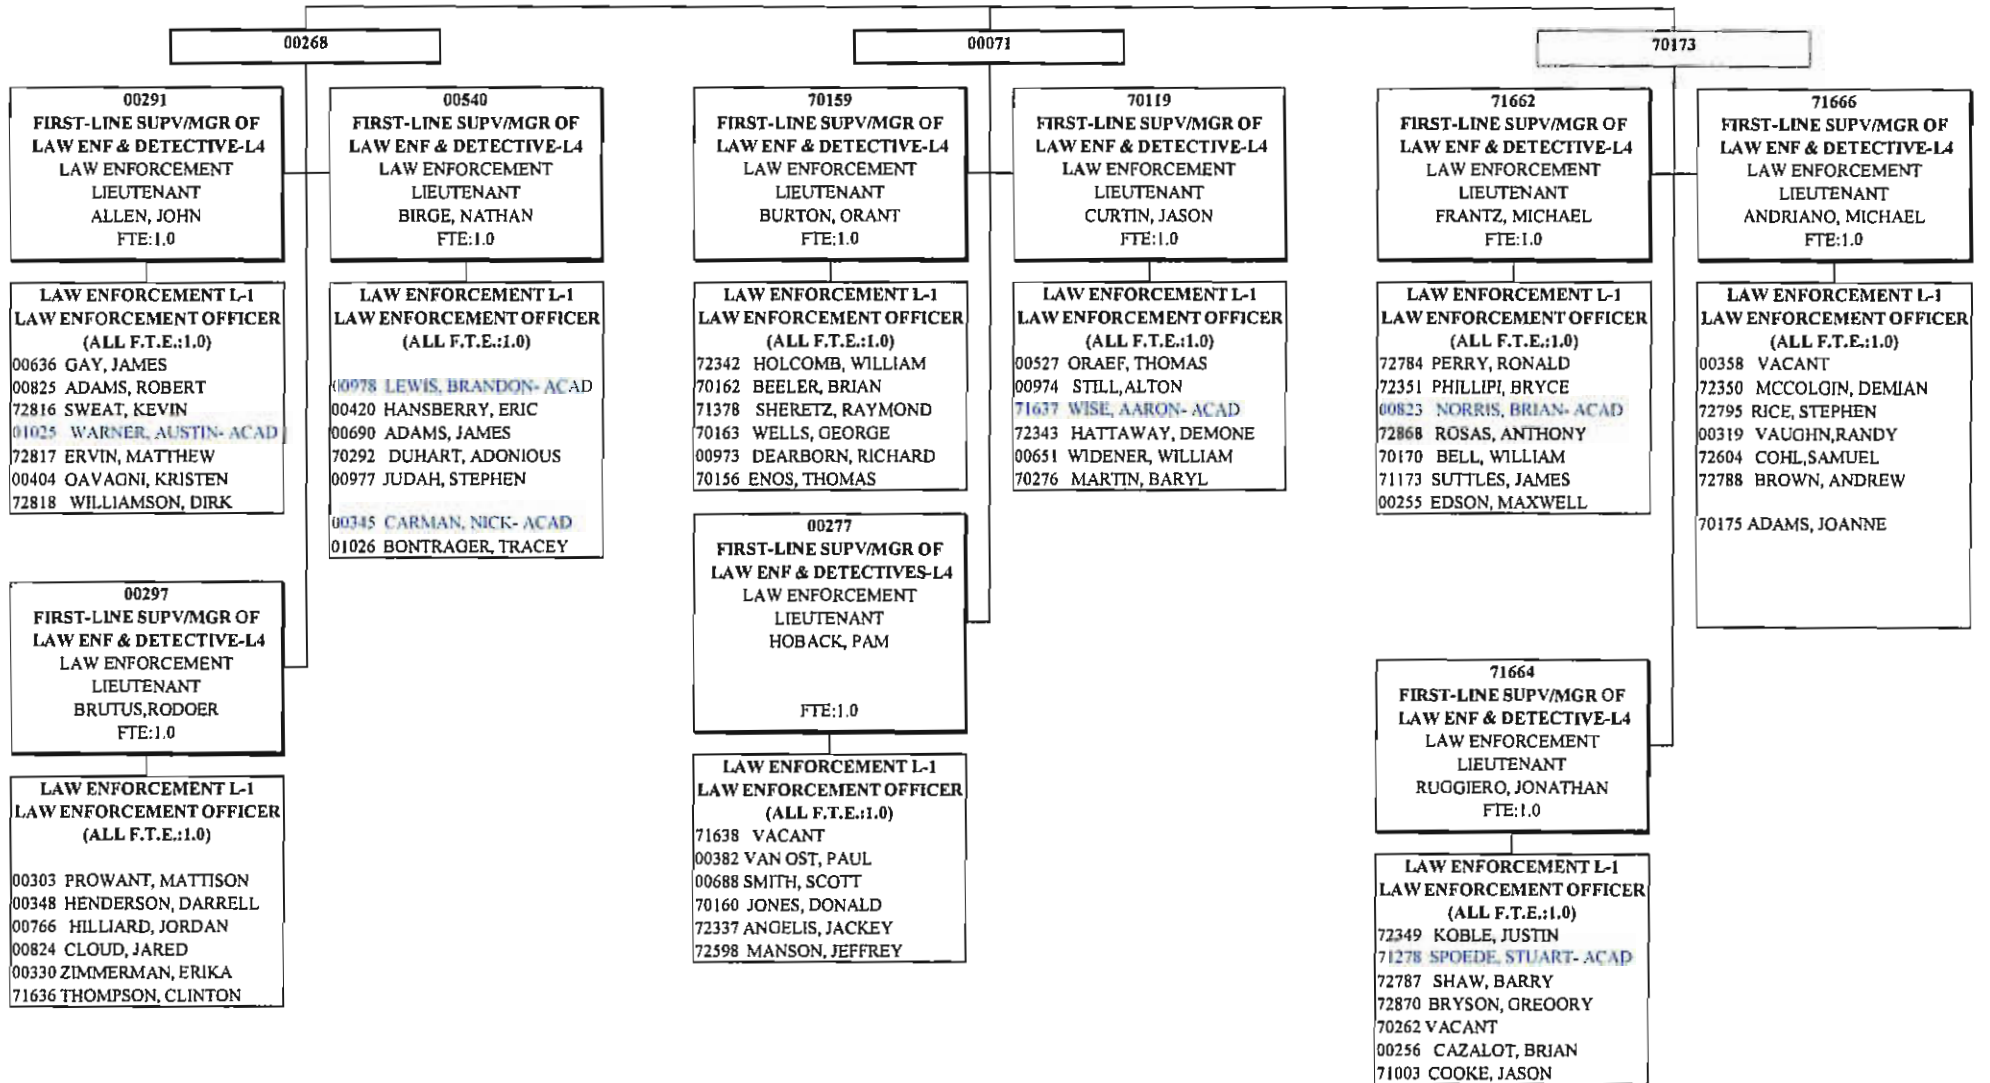 00268
00291
FIRST-LINE SUPV/MGR OF
LAW ENF & DETECTIVE-L4
LAW ENFORCEMENT
LIEUTENANT
ALLEN, JOHN
FTE:1.0
LAW ENFORCEMENT L-1
LAW ENFORCEMENT OFFICER
(ALL F.T.E.:1.0)
00636 GAY, JAMES
00825 ADAMS, ROBERT
72816 SWEAT, KEVIN
01025 WARNER, AUSTIN- ACAD
72817 ERVIN, MATTHEW
00404 OAVAGNI, KRISTEN
72818 WILLIAMSON, DIRK
00540
FIRST-LINE SUPV/MGR OF
LAW ENF & DETECTIVE-L4
LAW ENFORCEMENT
LIEUTENANT
BIRGE, NATHAN
FTE:1.0
LAW ENFORCEMENT L-1
LAW ENFORCEMENT OFFICER
(ALL F.T.E.:1.0)
00978 LEWIS, BRANDON- ACAD
00420 HANSBERRY, ERIC
00690 ADAMS, JAMES
70292 DUHART, ADONIOUS
00977 JUDAH, STEPHEN
00345 CARMAN, NICK- ACAD
01026 BONTRAGER, TRACEY
00297
FIRST-LINE SUPV/MGR OF
LAW ENF & DETECTIVE-L4
LAW ENFORCEMENT
LIEUTENANT
BRUTUS,RODOER
FTE:1.0
LAW ENFORCEMENT L-1
LAW ENFORCEMENT OFFICER
(ALL F.T.E.:1.0)
00303 PROWANT, MATTISON
00348 HENDERSON, DARRELL
00766 HILLIARD, JORDAN
00824 CLOUD, JARED
00330 ZIMMERMAN, ERIKA
71636 THOMPSON, CLINTON
00071
70159
FIRST-LINE SUPV/MGR OF
LAW ENF & DETECTIVE-L4
LAW ENFORCEMENT
LIEUTENANT
BURTON, ORANT
FTE:1.0
LAW ENFORCEMENT L-1
LAW ENFORCEMENT OFFICER
(ALL F.T.E.:1.0)
72342 HOLCOMB, WILLIAM
70162 BEELER, BRIAN
71378 SHERETZ, RAYMOND
70163 WELLS, GEORGE
00973 DEARBORN, RICHARD
70156 ENOS, THOMAS
70119
FIRST-LINE SUPV/MGR OF
LAW ENF & DETECTIVE-L4
LAW ENFORCEMENT
LIEUTENANT
CURTIN, JASON
FTE:1.0
LAW ENFORCEMENT L-1
LAW ENFORCEMENT OFFICER
(ALL F.T.E.:1.0)
00527 ORAEF, THOMAS
00974 STILL,ALTON
71637 WISE, AARON- ACAD
72343 HATTAWAY, DEMONE
00651 WIDENER, WILLIAM
70276 MARTIN, BARYL
00277
FIRST-LINE SUPV/MGR OF
LAW ENF & DETECTIVES-L4
LAW ENFORCEMENT
LIEUTENANT
HOBACK, PAM
FTE:1.0
LAW ENFORCEMENT L-1
LAW ENFORCEMENT OFFICER
(ALL F.T.E.:1.0)
71638 VACANT
00382 VAN OST, PAUL
00688 SMITH, SCOTT
70160 JONES, DONALD
72337 ANGELIS, JACKEY
72598 MANSON, JEFFREY
70173
71662
FIRST-LINE SUPV/MGR OF
LAW ENF & DETECTIVE-L4
LAW ENFORCEMENT
LIEUTENANT
FRANTZ, MICHAEL
FTE:1.0
LAW ENFORCEMENT L-1
LAW ENFORCEMENT OFFICER
(ALL F.T.E.:1.0)
72784 PERRY, RONALD
72351 PHILLIPI, BRYCE
00823 NORRIS, BRIAN- ACAD
72868 ROSAS, ANTHONY
70170 BELL, WILLIAM
71173 SUTTLES, JAMES
00255 EDSON, MAXWELL
71666
FIRST-LINE SUPV/MGR OF
LAW ENF & DETECTIVE-L4
LAW ENFORCEMENT
LIEUTENANT
ANDRIANO, MICHAEL
FTE:1.0
LAW ENFORCEMENT L-1
LAW ENFORCEMENT OFFICER
(ALL F.T.E.:1.0)
00358 VACANT
72350 MCCOLGIN, DEMIAN
72795 RICE, STEPHEN
00319 VAUGHN,RANDY
72604 COHL,SAMUEL
72788 BROWN, ANDREW
70175 ADAMS, JOANNE
71664
FIRST-LINE SUPV/MGR OF
LAW ENF & DETECTIVE-L4
LAW ENFORCEMENT
LIEUTENANT
RUGGIERO, JONATHAN
FTE:1.0
LAW ENFORCEMENT L-1
LAW ENFORCEMENT OFFICER
(ALL F.T.E.:1.0)
72349 KOBLE, JUSTIN
71278 SPOEDE, STUART- ACAD
72787 SHAW, BARRY
72870 BRYSON, GREOORY
70262 VACANT
00256 CAZALOT, BRIAN
71003 COOKE, JASON